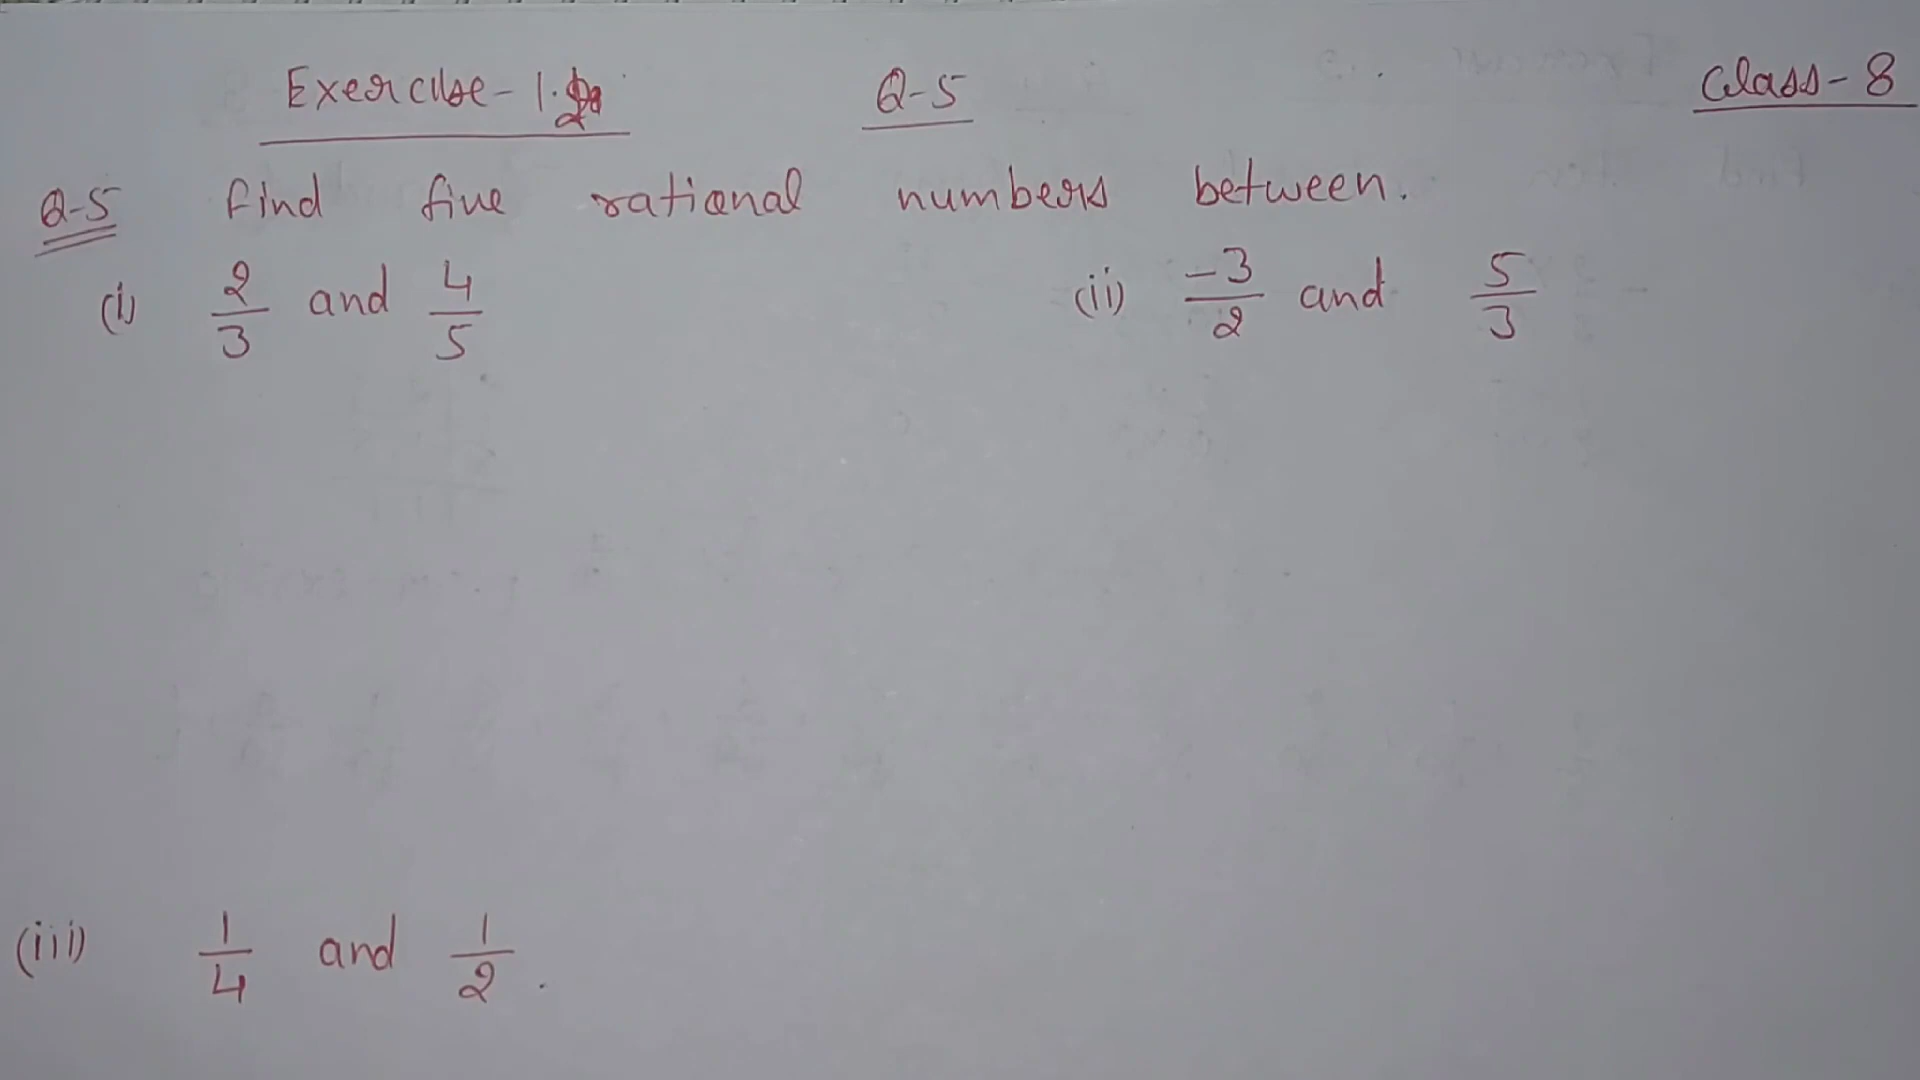 Exercise - 1.2 Q-5 Class - 8
Q-5 Find five rational numbers between.
(i) 2/3 and 4/5 (ii) -3/2 and 5/3
(iii) 1/4 and 1/2.